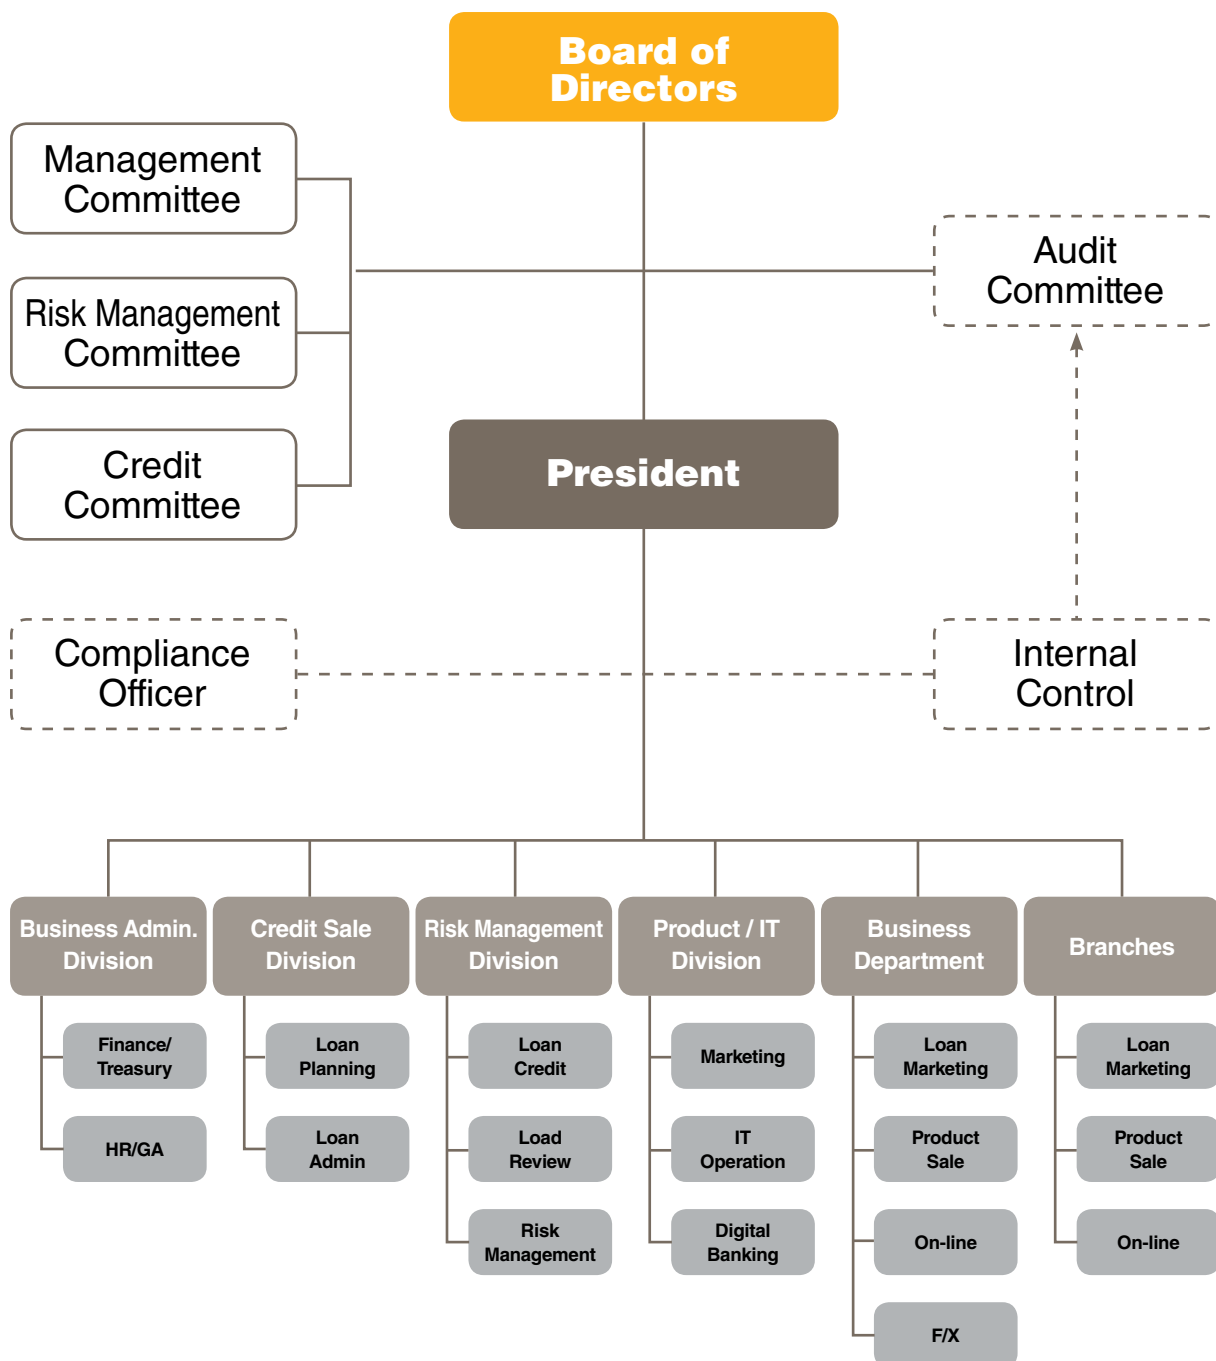 Board of
Directors
Management
Committee
Audit
Committee
Risk Management
Committee
Credit
Committee
President
Compliance
Officer
Internal
Control
Business Admin.
Division
Credit Sale
Division
Risk Management
Division
Product / IT
Division
Business
Department
Branches
Finance/
Treasury
HR/GA
Loan
Planning
Loan
Admin
Loan
Credit
Load
Review
Risk
Management
Marketing
IT
Operation
Digital
Banking
Loan
Marketing
Product
Sale
On-line
F/X
Loan
Marketing
Product
Sale
On-line